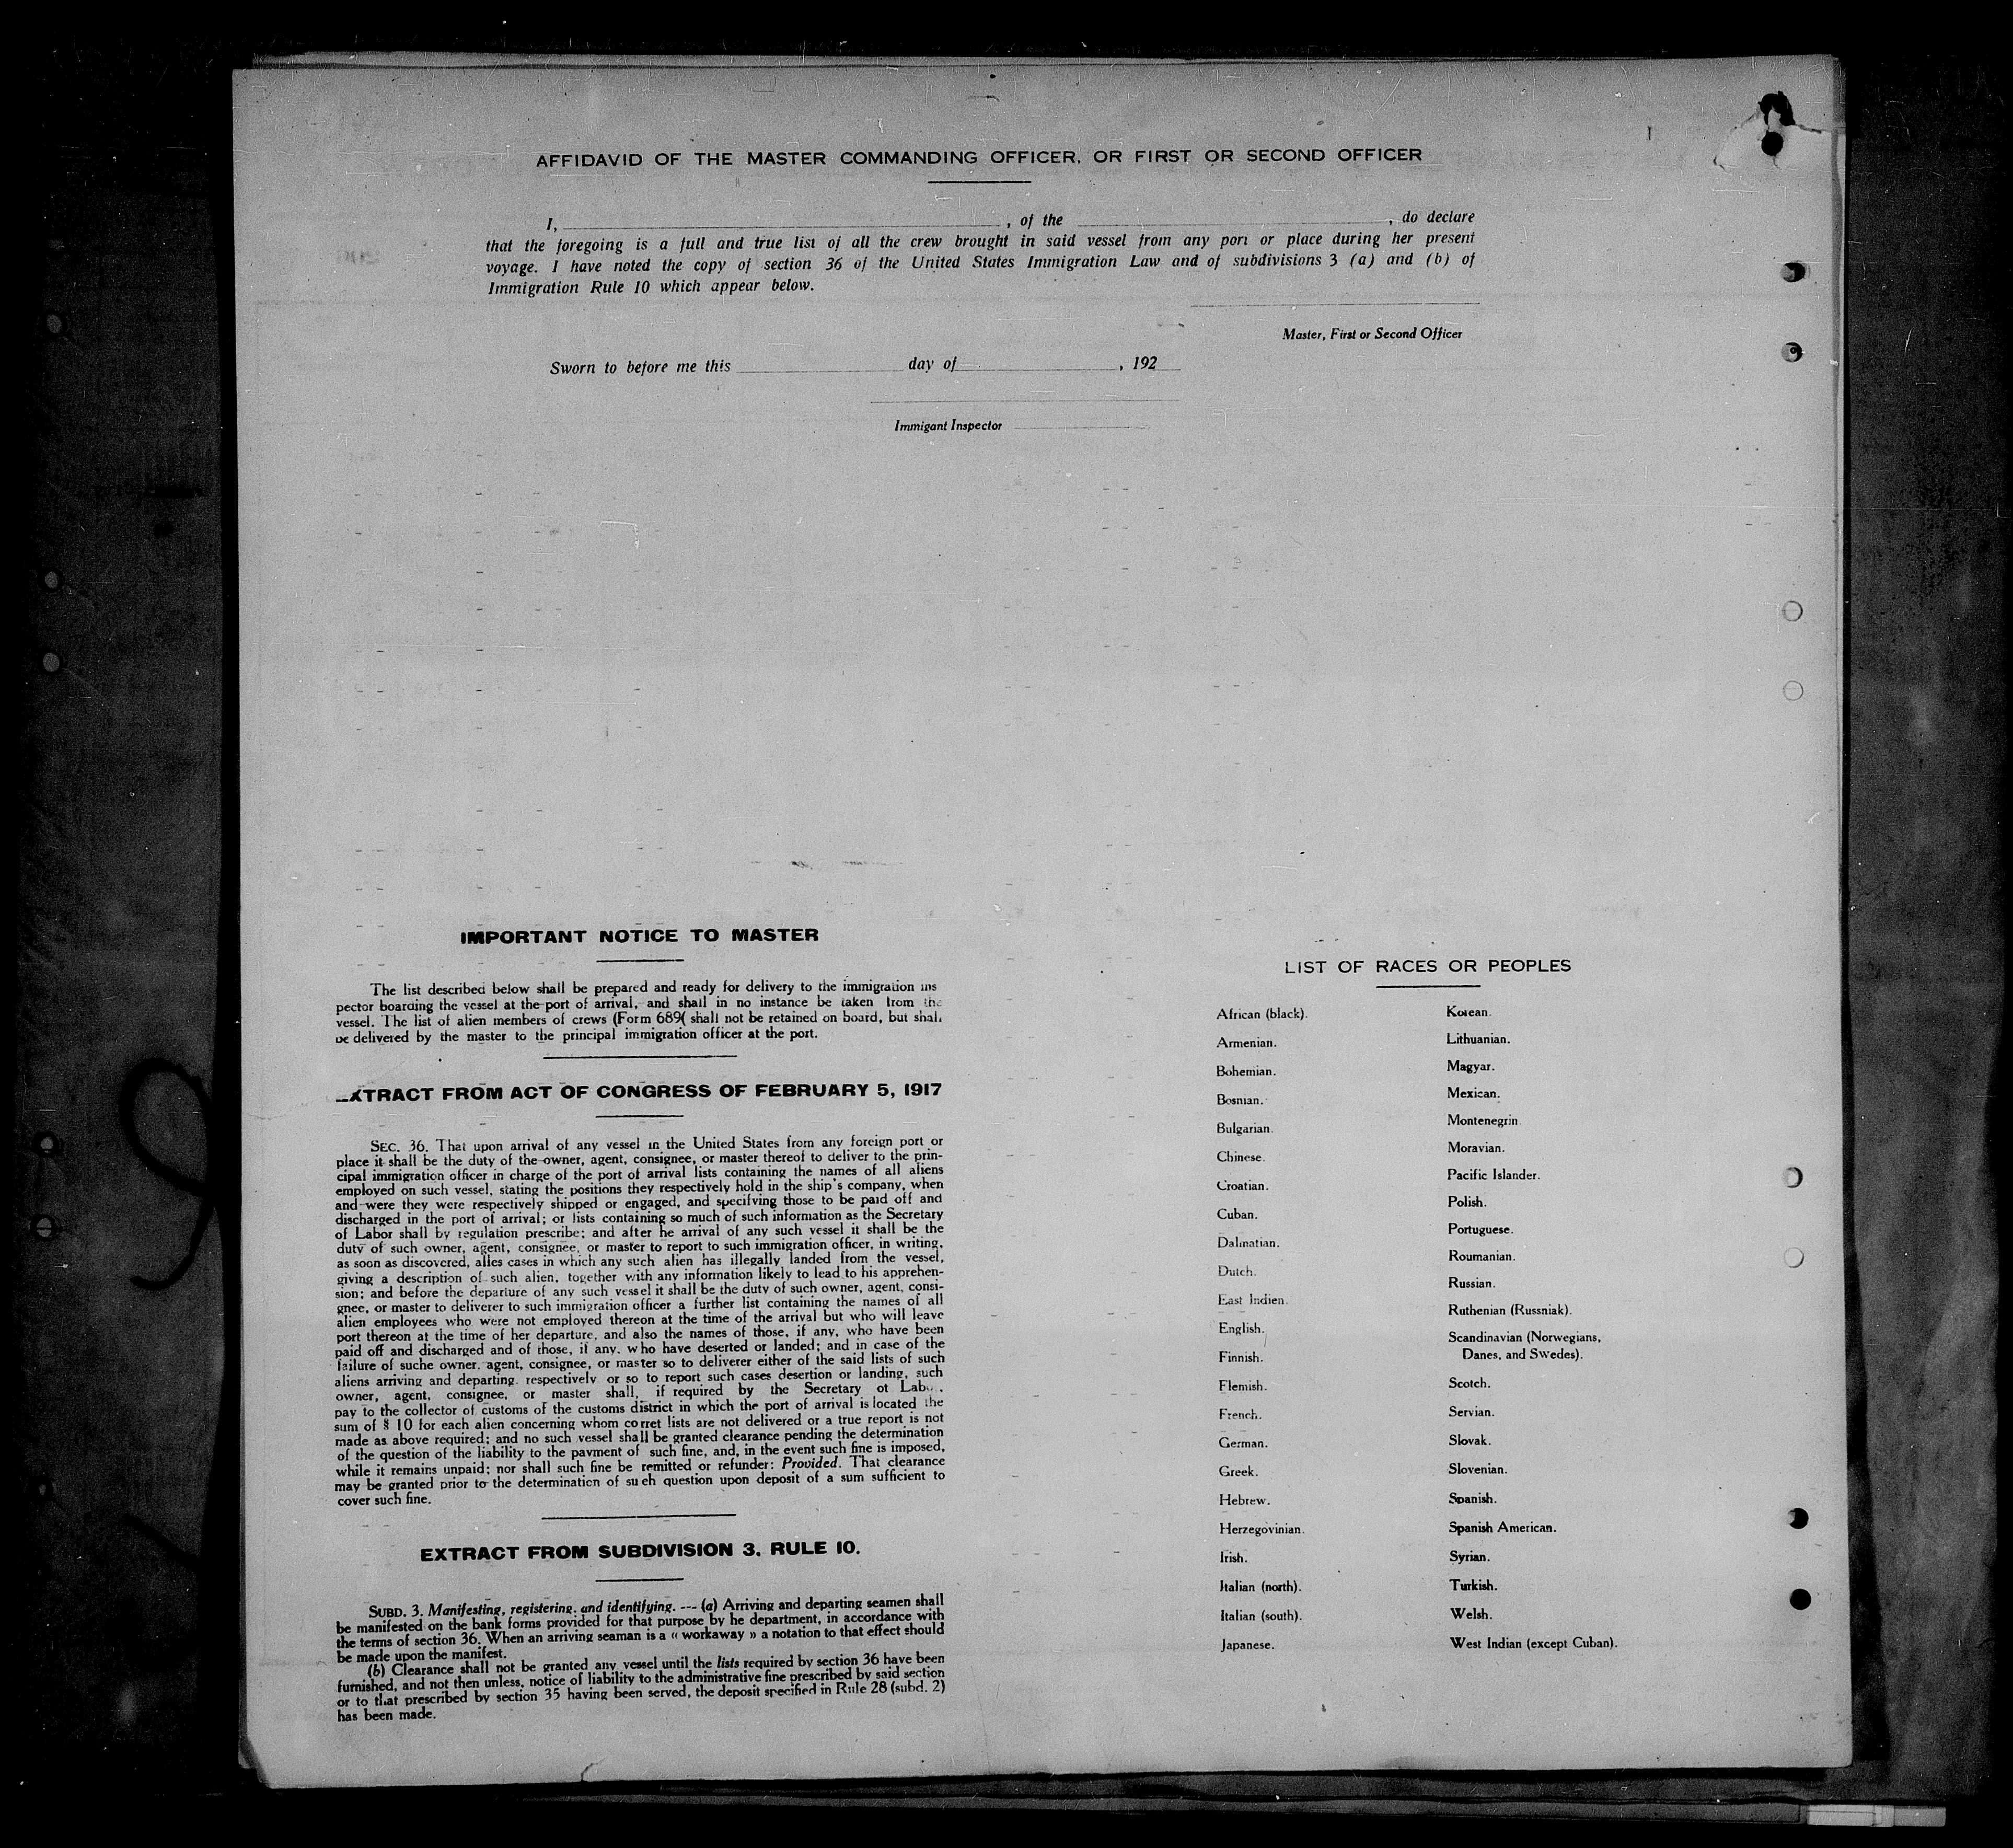 AFFIDAVID OF THE MASTER COMMANDING OFFICER, OR FIRST OR SECOND OFFICER
I, , of the , do declare
that the foregoing is a full and true list of all the crew brought in said vessel from any port or place during her present
voyage. I have noted the copy of section 36 of the United States Immigration Law and of subdivisions 3 (a) and (b) of
Immigration Rule 10 which appear below.
Master, First or Second Officer
Sworn to before me this day of , 192
Immigant Inspector
IMPORTANT NOTICE TO MASTER
The list described below shall be prepared and ready for delivery to the immigration ins
pector boarding the vessel at the port of arrival, and shall in no instance be taken from the
vessel. The list of alien members of crews (Form 689( shall not be retained on board, but shall
be delivered by the master to the principal immigration officer at the port.
EXTRACT FROM ACT OF CONGRESS OF FEBRUARY 5, 1917
SEC. 36. That upon arrival of any vessel in the United States from any foreign port or
place it shall be the duty of the owner, agent, consignee, or master thereof to deliver to the prin-
cipal immigration officer in charge of the port of arrival lists containing the names of all aliens
employed on such vessel, stating the positions they respectively hold in the ship's company, when
and were they were respectively shipped or engaged, and specifving those to be paid off and
discharged in the port of arrival; or lists containing so much of such information as the Secretary
of Labor shall by regulation prescribe; and after he arrival of any such vessel it shall be the
duty of such owner, agent, consignee, or master to report to such immigration officer, in writing,
as soon as discovered, alles cases in which any such alien has illegally landed from the vessel,
giving a description of such alien, together with any information likely to lead to his apprehen-
sion; and before the departure of any such vessel it shall be the duty of such owner, agent, consi-
gnee, or master to deliverer to such immigration officer a further list containing the names of all
alien employees who were not employed thereon at the time of the arrival but who will leave
port thereon at the time of her departure, and also the names of those, if any, who have been
paid off and discharged and of those, if any, who have deserted or landed; and in case of the
failure of suche owner, agent, consignee, or master so to deliverer either of the said lists of such
aliens arriving and departing, respectively or so to report such cases desertion or landing, such
owner, agent, consignee, or master shall, if required by the Secretary ot Labo.,
pay to the collector of customs of the customs district in which the port of arrival is located the
sum of $ 10 for each alien concerning whom corret lists are not delivered or a true report is not
made as above required; and no such vessel shall be granted clearance pending the determination
of the question of the liability to the payment of such fine, and, in the event such fine is imposed,
while it remains unpaid; nor shall such fine be remitted or refunder: Provided. That clearance
may be granted prior to the determination of sueh question upon deposit of a sum sufficient to
cover such fine.
EXTRACT FROM SUBDIVISION 3, RULE 10.
SUBD. 3. Manifesting, registering, and identifying. --- (a) Arriving and departing seamen shall
be manifested on the bank forms provided for that purpose by he department, in accordance with
the terms of section 36. When an arriving seaman is a « workaway » a notation to that effect should
be made upon the manifest.
(b) Clearance shall not be granted any vessel until the lists required by section 36 have been
furnished, and not then unless, notice of liability to the administrative fine prescribed by said section
or to that prescribed by section 35 having been served, the deposit specified in Rule 28 (subd. 2)
has been made.
LIST OF RACES OR PEOPLES
African (black).
Armenian.
Bohemian.
Bosnian.
Bulgarian.
Chinese.
Croatian.
Cuban.
Dalmatian.
Dutch.
East Indien.
English.
Finnish.
Flemish.
French.
German.
Greek.
Hebrew.
Herzegovinian.
Irish.
Italian (north).
Italian (south).
Japanese.
Korean.
Lithuanian.
Magyar.
Mexican.
Montenegrin.
Moravian.
Pacific Islander.
Polish.
Portuguese.
Roumanian.
Russian.
Ruthenian (Russniak).
Scandinavian (Norwegians,
Danes, and Swedes).
Scotch.
Servian.
Slovak.
Slovenian.
Spanish.
Spanish American.
Syrian.
Turkish.
Welsh.
West Indian (except Cuban).